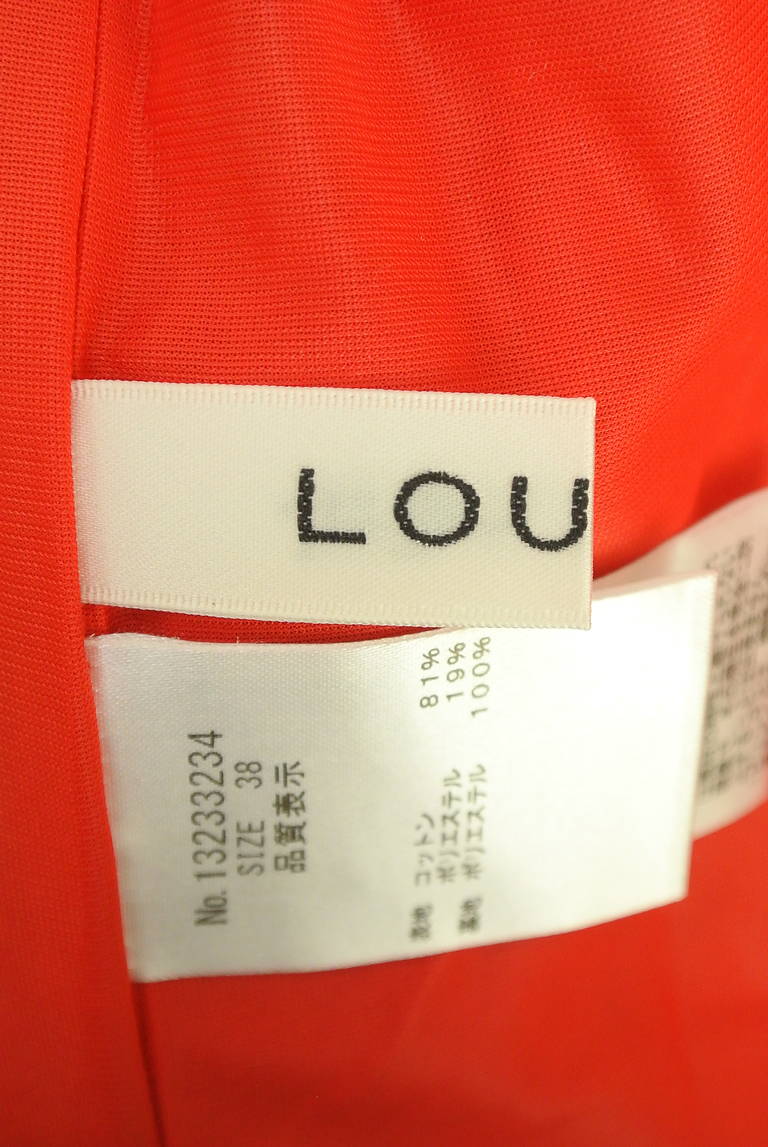 LOU
No.13233234
SIZE 38
品質表示
表地 コットン 81%
ポリエステル 19%
裏地 ポリエステル 100%